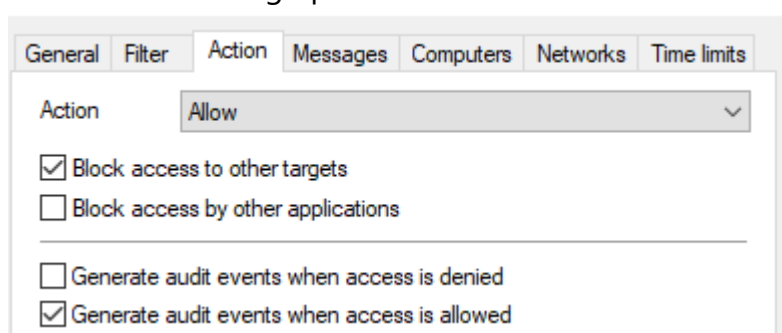 General Filter Action Messages Computers Networks Time limits
Action Allow
Block access to other targets
Block access by other applications
Generate audit events when access is denied
Generate audit events when access is allowed